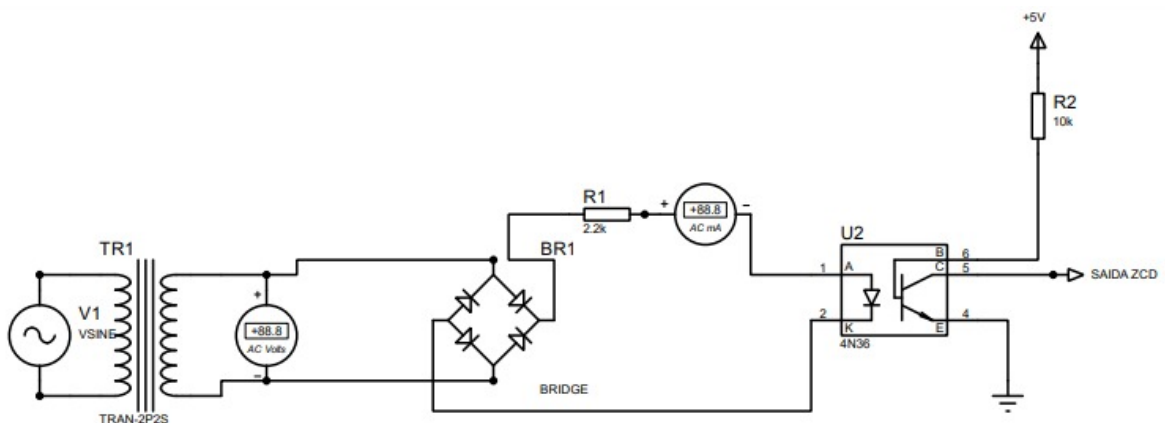 +5V
R2
10k
R1
2.2k
+
+88.8
AC mA
−
TR1
BR1
U2
B
6
C
5
A
1
SAIDA ZCD
V1
VSINE
+
+88.8
AC Volts
−
2
K
E
4
4N36
BRIDGE
TRAN-2P2S